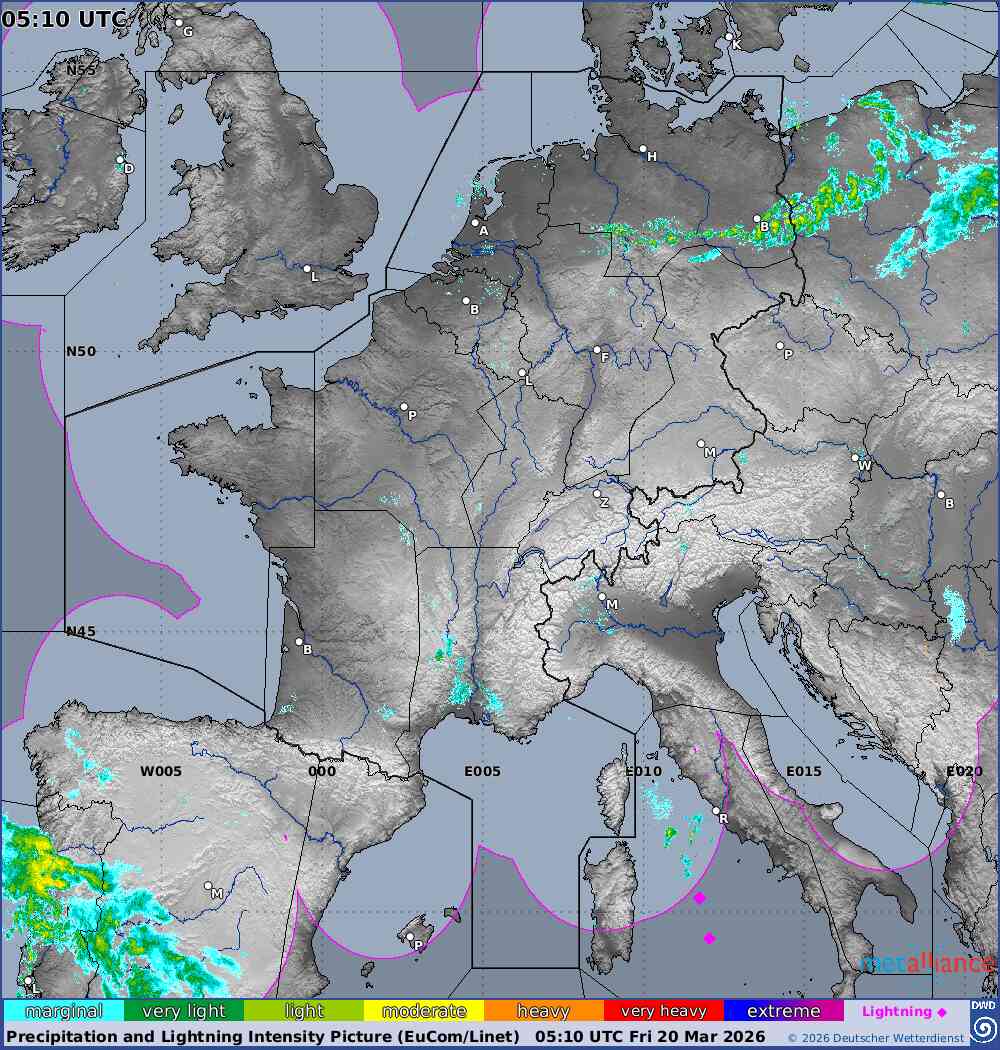 05:10 UTC
G
K
N55
D
H
A
B
L
B
N50
F
P
L
P
M
W
Z
B
M
N45
B
W005
000
E005
E010
E015
E020
R
M
P
L
metalliance
marginal
very light
light
moderate
heavy
very heavy
extreme
Lightning
DWD
Precipitation and Lightning Intensity Picture (EuCom/Linet) 05:10 UTC Fri 20 Mar 2026
© 2026 Deutscher Wetterdienst